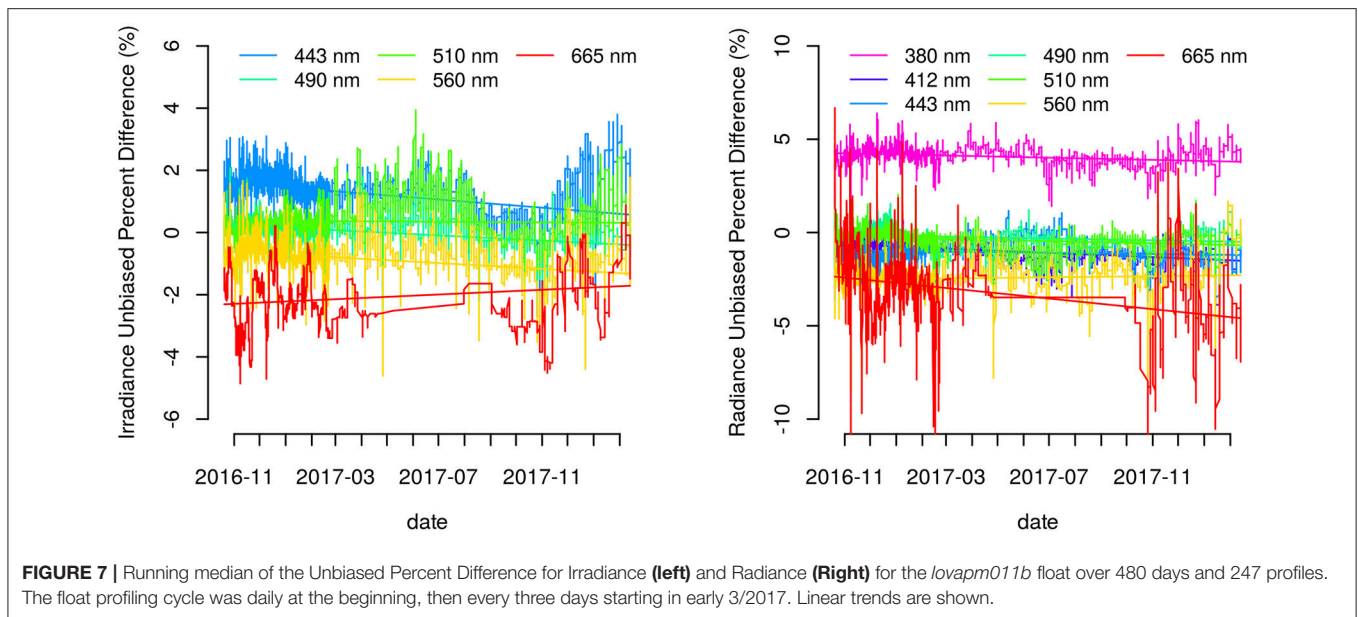 Irradiance Unbiased Percent Difference (%)
6
4
2
0
-2
-4
-6
443 nm
490 nm
510 nm
560 nm
665 nm
2016-11
2017-03
2017-07
2017-11
date
Radiance Unbiased Percent Difference (%)
10
5
0
-5
-10
380 nm
412 nm
443 nm
490 nm
510 nm
560 nm
665 nm
2016-11
2017-03
2017-07
2017-11
date
FIGURE 7 | Running median of the Unbiased Percent Difference for Irradiance (left) and Radiance (Right) for the lovapm011b float over 480 days and 247 profiles.
The float profiling cycle was daily at the beginning, then every three days starting in early 3/2017. Linear trends are shown.